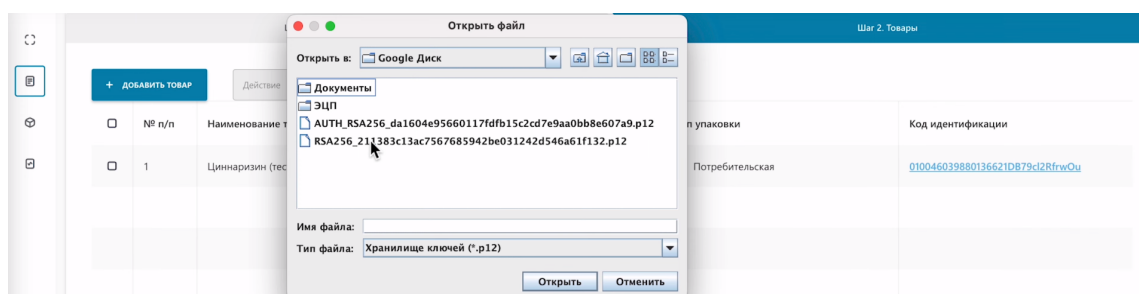 Открыть файл
Шаг 2. Товары
Открыть в: Google Диск
+ ДОБАВИТЬ ТОВАР
Действие
Документы
ЭЦП
AUTH_RSA256_da1604e95660117fdfb15c2cd7e9aa0bb8e607a9.p12
RSA256_211383c13ac7567685942be031242d546a61f132.p12
№ п/п
Наименование т
п упаковки
Код идентификации
1
Циннаризин (тес
Потребительская
010046039880136621DB79cl2RfrwOu
Имя файла:
Тип файла: Хранилище ключей (*.p12)
Открыть
Отменить